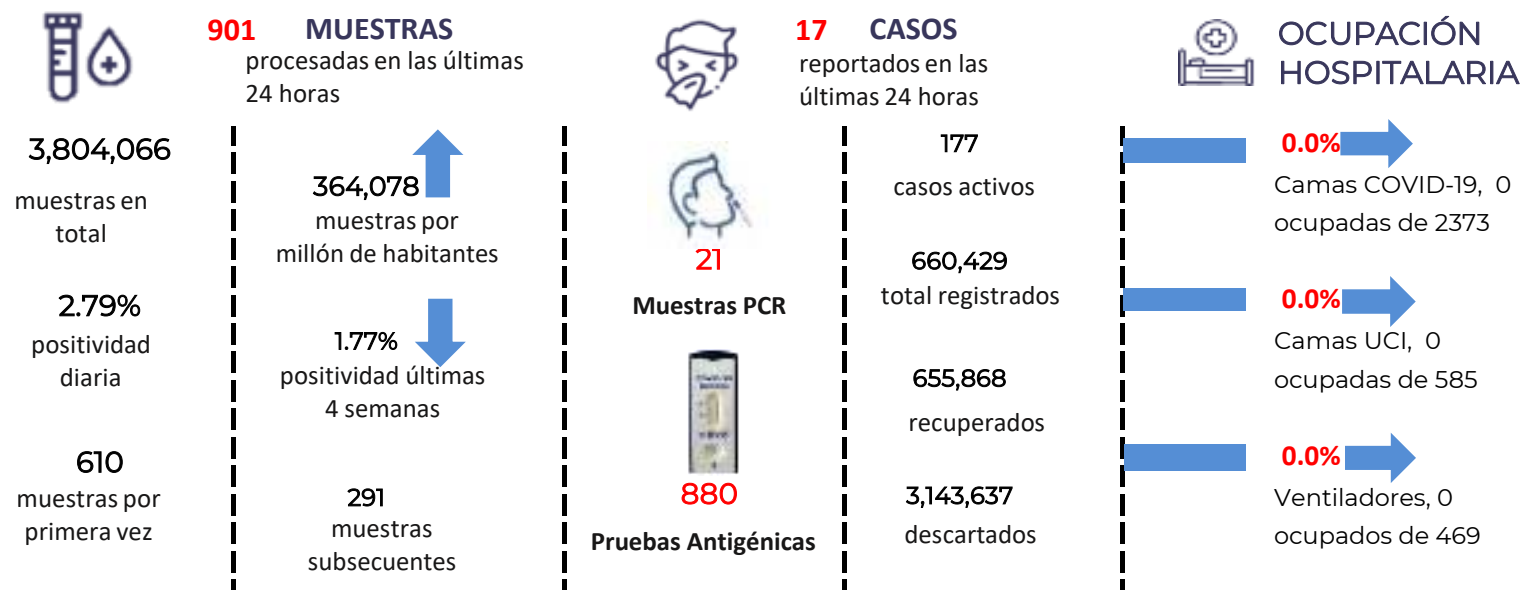 901 MUESTRAS
procesadas en las últimas
24 horas
3,804,066
muestras en
total
2.79%
positividad
diaria
610
muestras por
primera vez
364,078
muestras por
millón de habitantes
1.77%
positividad últimas
4 semanas
291
muestras
subsecuentes
17 CASOS
reportados en las
últimas 24 horas
21
Muestras PCR
880
Pruebas Antigénicas
177
casos activos
660,429
total registrados
655,868
recuperados
3,143,637
descartados
OCUPACIÓN
HOSPITALARIA
0.0%
Camas COVID-19, 0
ocupadas de 2373
0.0%
Camas UCI, 0
ocupadas de 585
0.0%
Ventiladores, 0
ocupados de 469